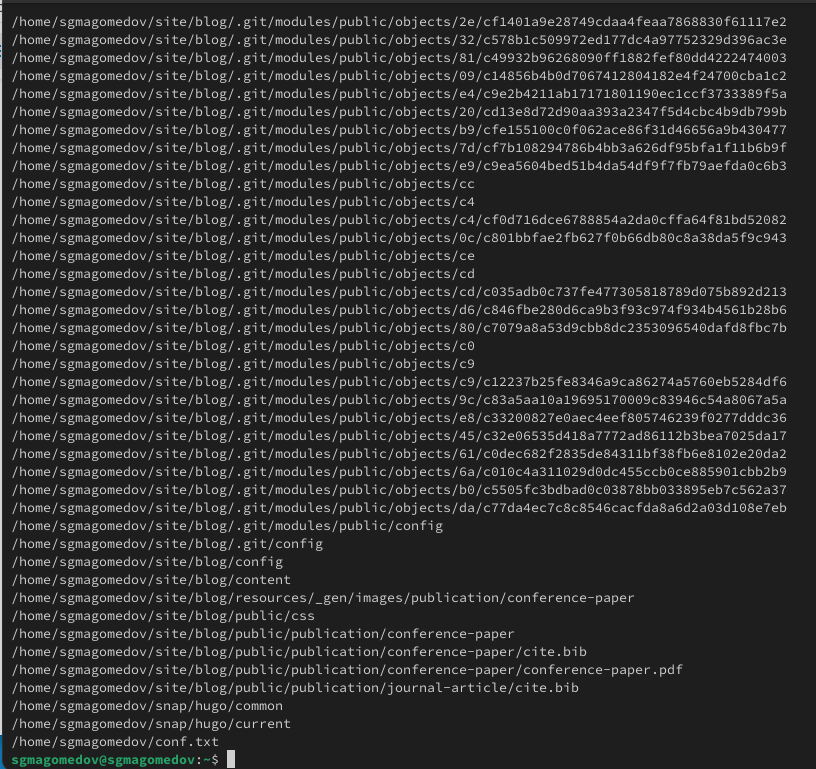 /home/sgmagomedov/site/blog/.git/modules/public/objects/2e/cf1401a9e28749cdaa4feaa7868830f61117e2
/home/sgmagomedov/site/blog/.git/modules/public/objects/32/c578b1c509972ed177dc4a97752329d396ac3e
/home/sgmagomedov/site/blog/.git/modules/public/objects/81/c49932b96268090ff1882fef80dd4222474003
/home/sgmagomedov/site/blog/.git/modules/public/objects/09/c14856b4b0d7067412804182e4f24700cba1c2
/home/sgmagomedov/site/blog/.git/modules/public/objects/e4/c9e2b4211ab17171801190ec1ccf3733389f5a
/home/sgmagomedov/site/blog/.git/modules/public/objects/20/cd13e8d72d90aa393a2347f5d4cbc4b9db799b
/home/sgmagomedov/site/blog/.git/modules/public/objects/b9/cfe155100c0f062ace86f31d46656a9b430477
/home/sgmagomedov/site/blog/.git/modules/public/objects/7d/cf7b108294786b4bb3a626df95bfa1f11b6b9f
/home/sgmagomedov/site/blog/.git/modules/public/objects/e9/c9ea5604bed51b4da54df9f7fb79aefda0c6b3
/home/sgmagomedov/site/blog/.git/modules/public/objects/cc
/home/sgmagomedov/site/blog/.git/modules/public/objects/c4
/home/sgmagomedov/site/blog/.git/modules/public/objects/c4/cf0d716dce6788854a2da0cffa64f81bd52082
/home/sgmagomedov/site/blog/.git/modules/public/objects/0c/c801bbfae2fb627f0b66db80c8a38da5f9c943
/home/sgmagomedov/site/blog/.git/modules/public/objects/ce
/home/sgmagomedov/site/blog/.git/modules/public/objects/cd
/home/sgmagomedov/site/blog/.git/modules/public/objects/cd/c035adb0c737fe477305818789d075b892d213
/home/sgmagomedov/site/blog/.git/modules/public/objects/d6/c846fbe280d6ca9b3f93c974f934b4561b28b6
/home/sgmagomedov/site/blog/.git/modules/public/objects/80/c7079a8a53d9cbb8dc2353096540dafd8fbc7b
/home/sgmagomedov/site/blog/.git/modules/public/objects/c0
/home/sgmagomedov/site/blog/.git/modules/public/objects/c9
/home/sgmagomedov/site/blog/.git/modules/public/objects/c9/c12237b25fe8346a9ca86274a5760eb5284df6
/home/sgmagomedov/site/blog/.git/modules/public/objects/9c/c83a5aa10a19695170009c83946c54a8067a5a
/home/sgmagomedov/site/blog/.git/modules/public/objects/e8/c33200827e0aec4eef805746239f0277dddc36
/home/sgmagomedov/site/blog/.git/modules/public/objects/45/c32e06535d418a7772ad86112b3bea7025da17
/home/sgmagomedov/site/blog/.git/modules/public/objects/61/c0dec682f2835de84311bf38fb6e8102e20da2
/home/sgmagomedov/site/blog/.git/modules/public/objects/6a/c010c4a311029d0dc455ccb0ce885901cbb2b9
/home/sgmagomedov/site/blog/.git/modules/public/objects/b0/c5505fc3bdbad0c03878bb033895eb7c562a37
/home/sgmagomedov/site/blog/.git/modules/public/objects/da/c77da4ec7c8c8546cacfda8a6d2a03d108e7eb
/home/sgmagomedov/site/blog/.git/modules/public/config
/home/sgmagomedov/site/blog/.git/config
/home/sgmagomedov/site/blog/config
/home/sgmagomedov/site/blog/content
/home/sgmagomedov/site/blog/resources/_gen/images/publication/conference-paper
/home/sgmagomedov/site/blog/public/css
/home/sgmagomedov/site/blog/public/publication/conference-paper
/home/sgmagomedov/site/blog/public/publication/conference-paper/cite.bib
/home/sgmagomedov/site/blog/public/publication/conference-paper/conference-paper.pdf
/home/sgmagomedov/site/blog/public/publication/journal-article/cite.bib
/home/sgmagomedov/snap/hugo/common
/home/sgmagomedov/snap/hugo/current
/home/sgmagomedov/conf.txt
sgmagomedov@sgmagomedov:~$